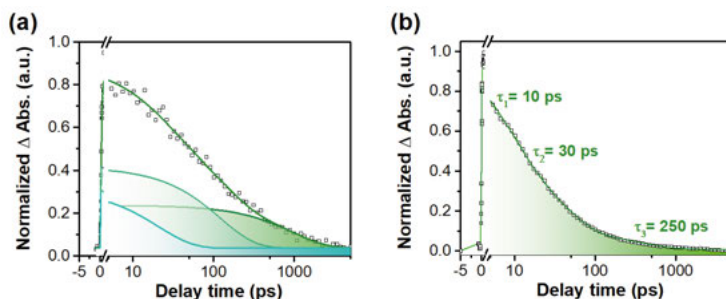 (a)
Normalized Δ Abs. (a.u.)
1.0
0.8
0.6
0.4
0.2
0.0
-5 0 10 100 1000
Delay time (ps)
(b)
Normalized Δ Abs. (a.u.)
1.0
0.8
0.6
0.4
0.2
0.0
τ1= 10 ps
τ2= 30 ps
τ3= 250 ps
-5 0 10 100 1000
Delay time (ps)